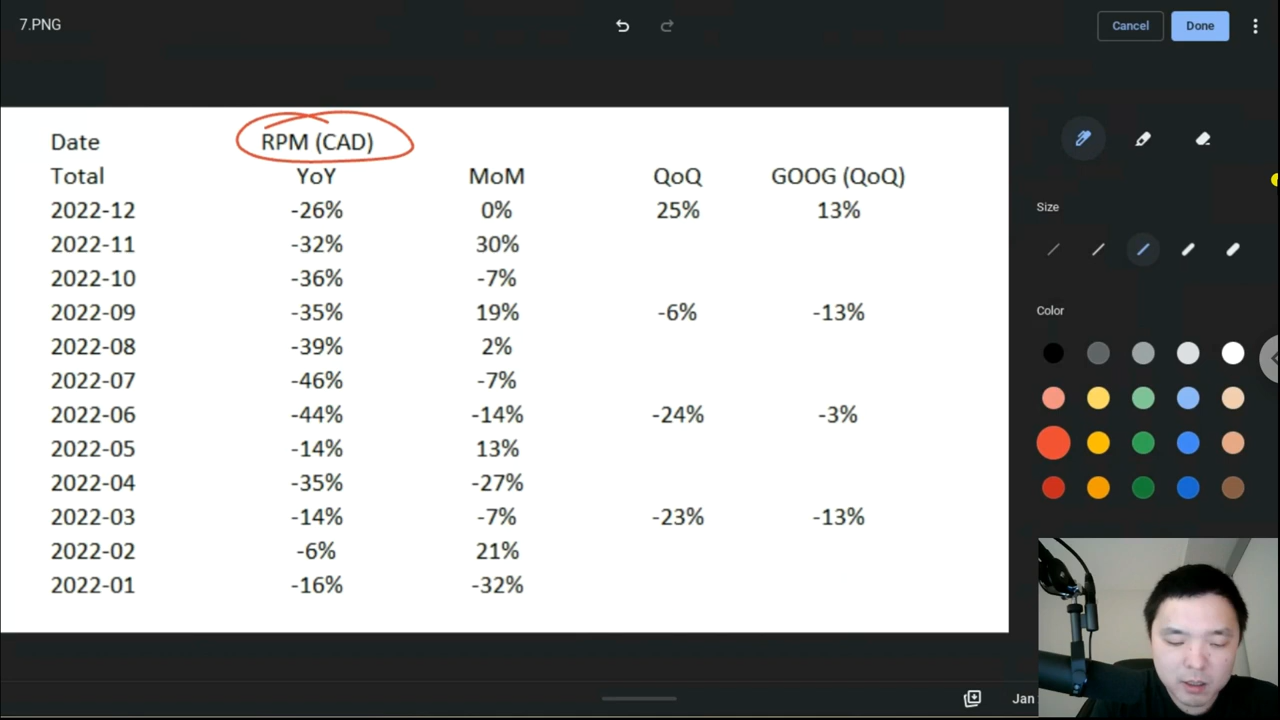 7.PNG
Cancel
Done
Date RPM (CAD)
Total YoY MoM QoQ GOOG (QoQ)
2022-12 -26% 0% 25% 13%
2022-11 -32% 30%
2022-10 -36% -7%
2022-09 -35% 19% -6% -13%
2022-08 -39% 2%
2022-07 -46% -7%
2022-06 -44% -14% -24% -3%
2022-05 -14% 13%
2022-04 -35% -27%
2022-03 -14% -7% -23% -13%
2022-02 -6% 21%
2022-01 -16% -32%
Size
Color
Jan